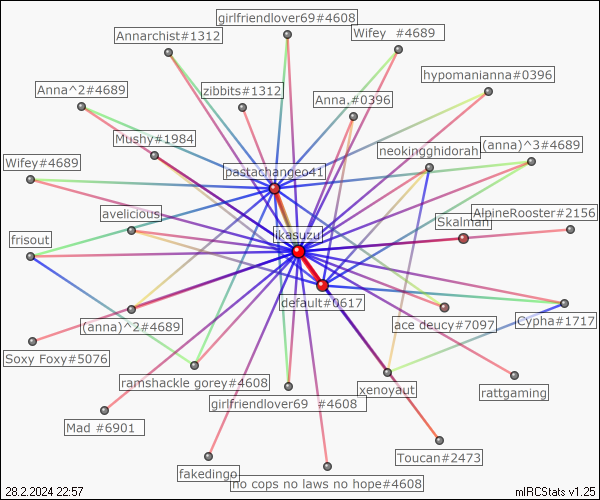 girlfriendlover69#4608
Annarchist#1312
Wifey  #4689
hypomanianna#0396
Anna^2#4689
zibbits#1312
Anna.#0396
Mushy#1984
neokingghidorah
(anna)^3#4689
Wifey#4689
pastachangeo41
avelicious
Skalman
AlpineRooster#2156
frisout
ikasuzu
default#0617
(anna)^2#4689
ace deucy#7097
Cypha#1717
Soxy Foxy#5076
ramshackle gorey#4608
xenoyaut
rattgaming
girlfriendlover69  #4608
Mad #6901
Toucan#2473
fakedingo
no cops no laws no hope#4608
28.2.2024 22:57
mIRCStats v1.25